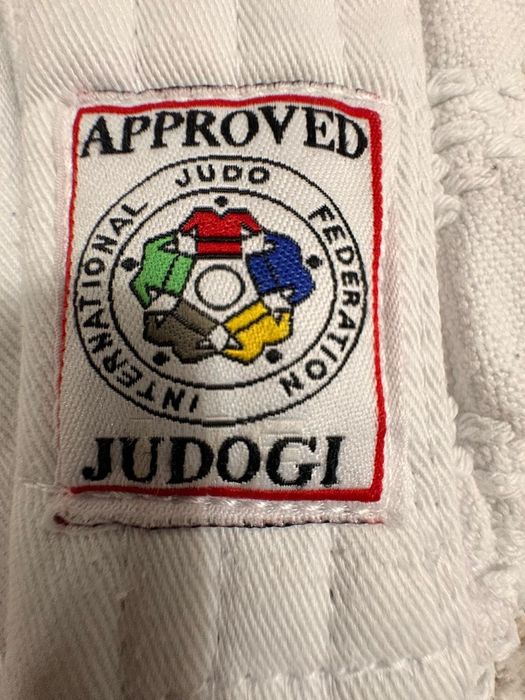 APPROVED
INTERNATIONAL JUDO FEDERATION
JUDOGI